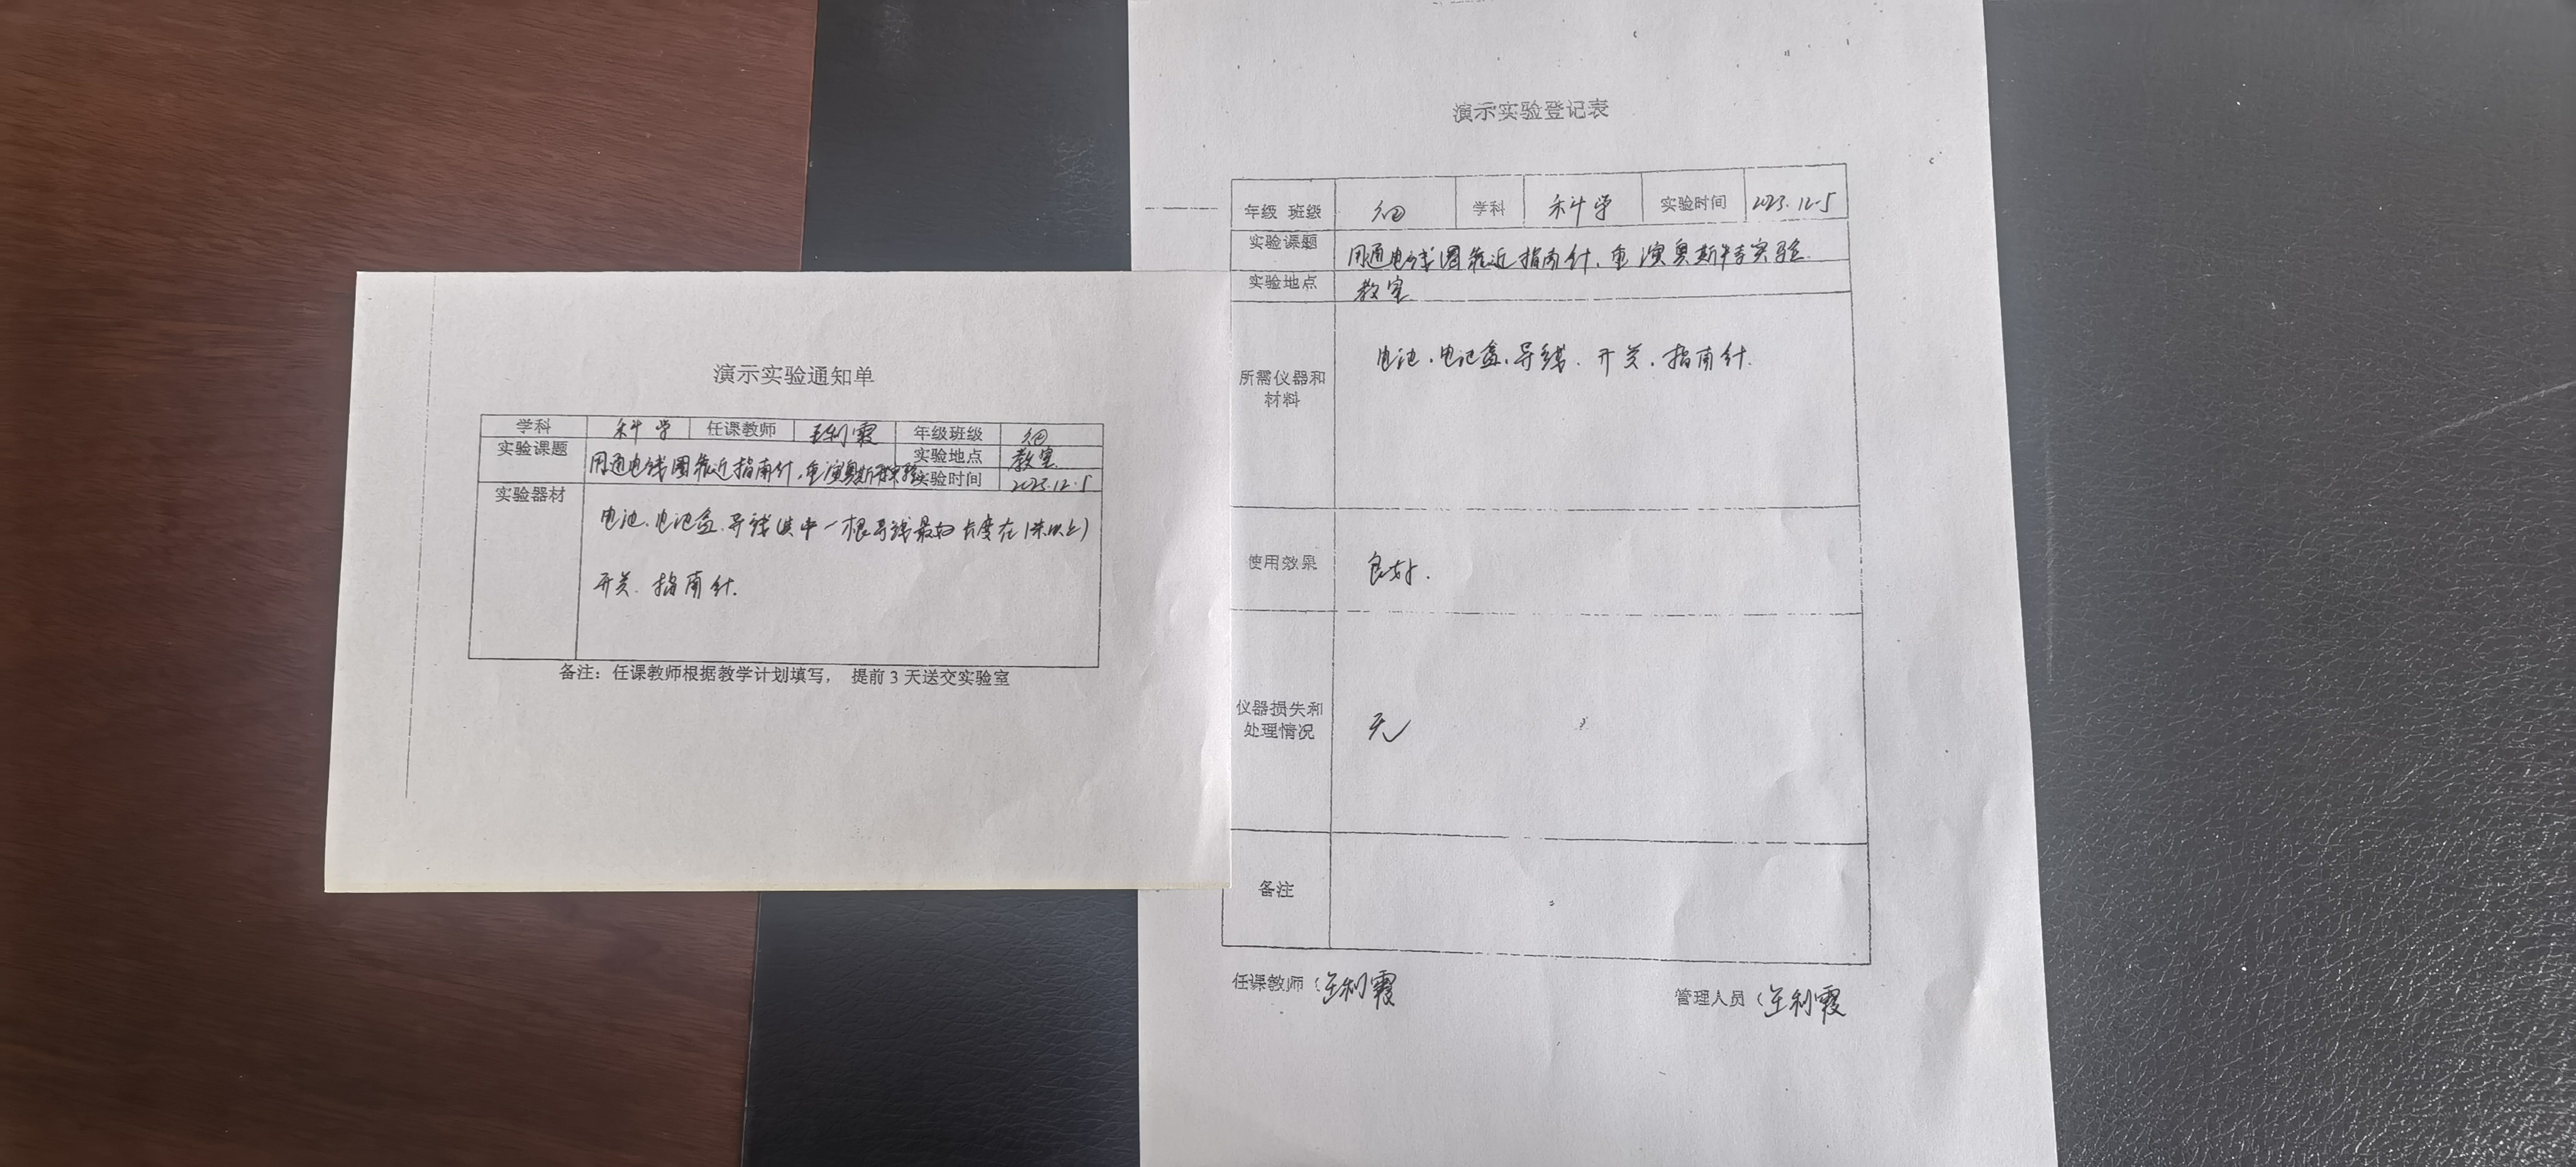 演示实验通知单
学科 科学 任课教师 王利霞 年级班级
实验课题 用通电线圈靠近指南针,重演奥斯特实验 实验地点 教室
实验时间 2023.12.5
实验器材 电池、电池盒、导线(其中一根导线最好长度在1米以上)
开关、指南针.
备注：任课教师根据教学计划填写， 提前3天送交实验室
演示实验登记表
年级 班级 学科 科学 实验时间 2023.12.5
实验课题 用通电线圈靠近指南针,重演奥斯特实验.
实验地点 教室
所需仪器和材料 电池、电池盒、导线、开关、指南针.
使用效果 良好.
仪器损失和处理情况 无
备注
任课教师（王利霞 管理人员（王利霞